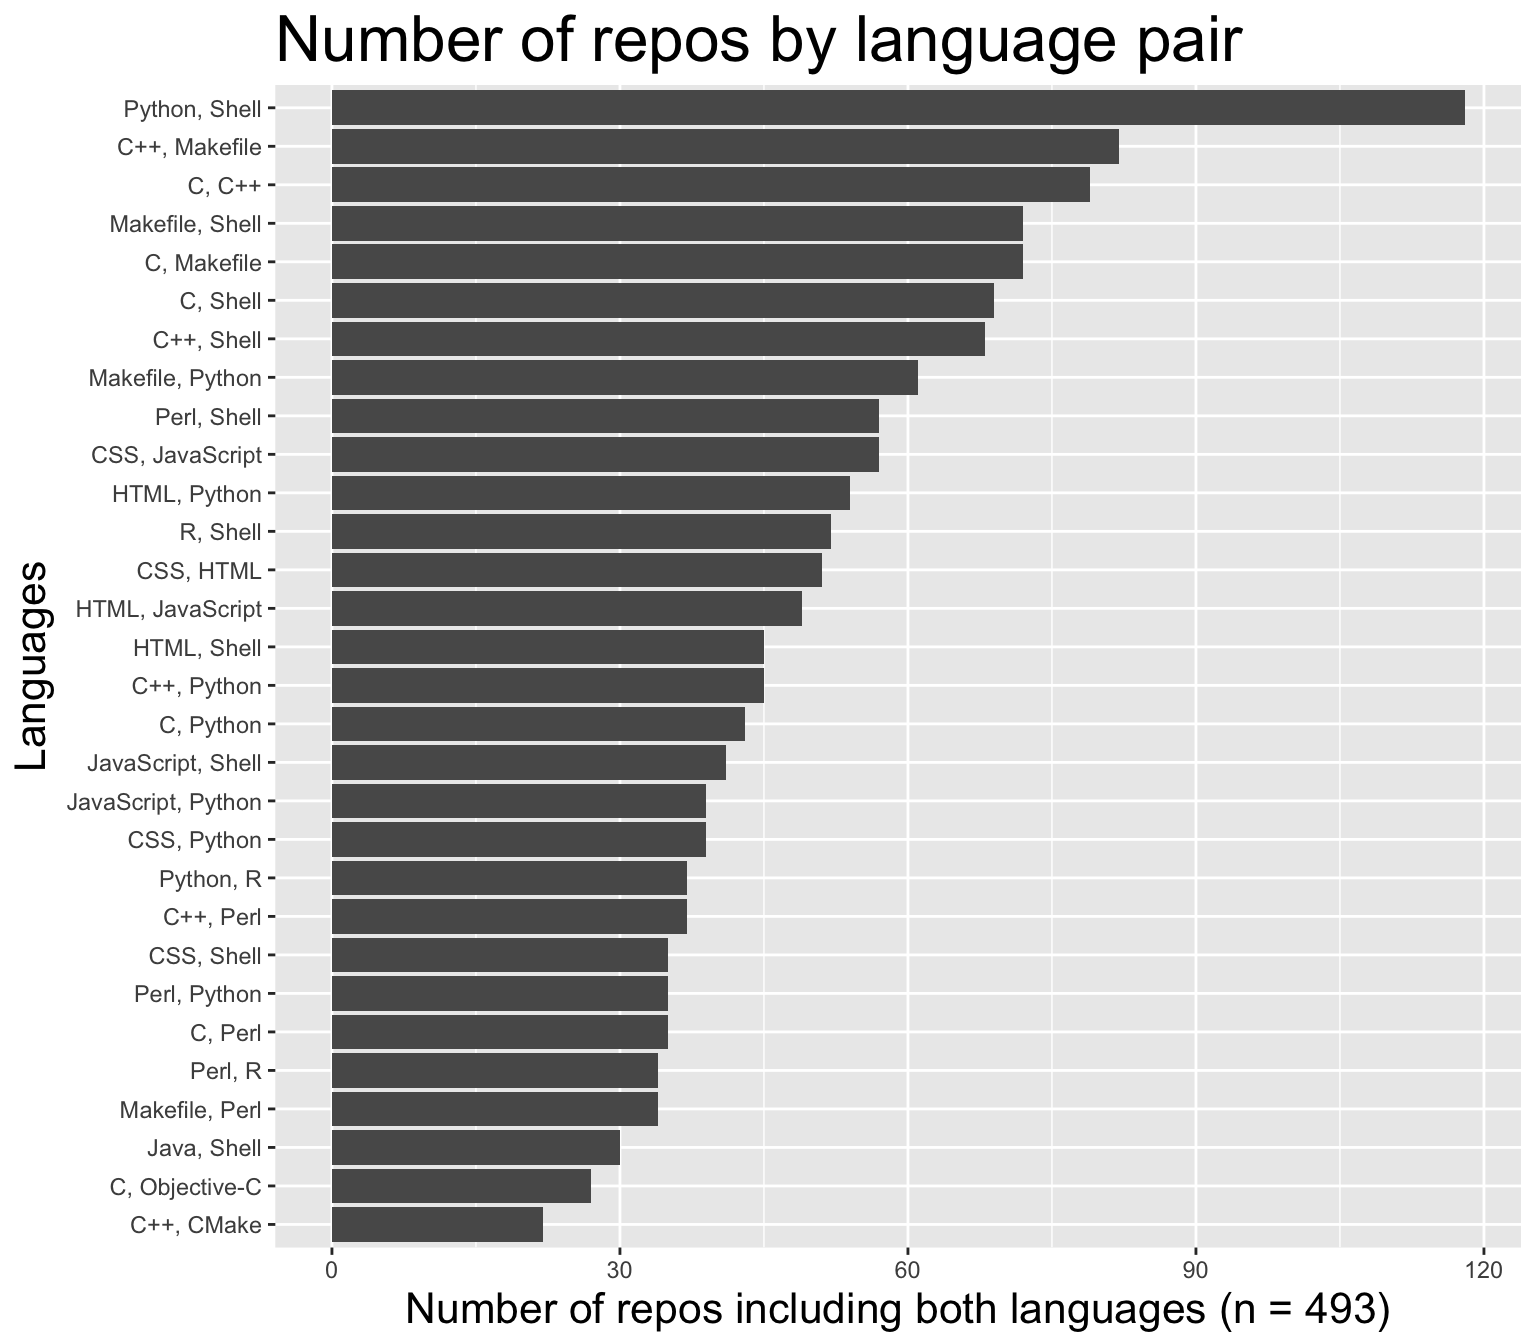 Number of repos by language pair
Python, Shell
C++, Makefile
C, C++
Makefile, Shell
C, Makefile
C, Shell
C++, Shell
Makefile, Python
Perl, Shell
CSS, JavaScript
HTML, Python
R, Shell
CSS, HTML
HTML, JavaScript
HTML, Shell
C++, Python
C, Python
JavaScript, Shell
JavaScript, Python
CSS, Python
Python, R
C++, Perl
CSS, Shell
Perl, Python
C, Perl
Perl, R
Makefile, Perl
Java, Shell
C, Objective-C
C++, CMake
Languages
0 30 60 90 120
Number of repos including both languages (n = 493)